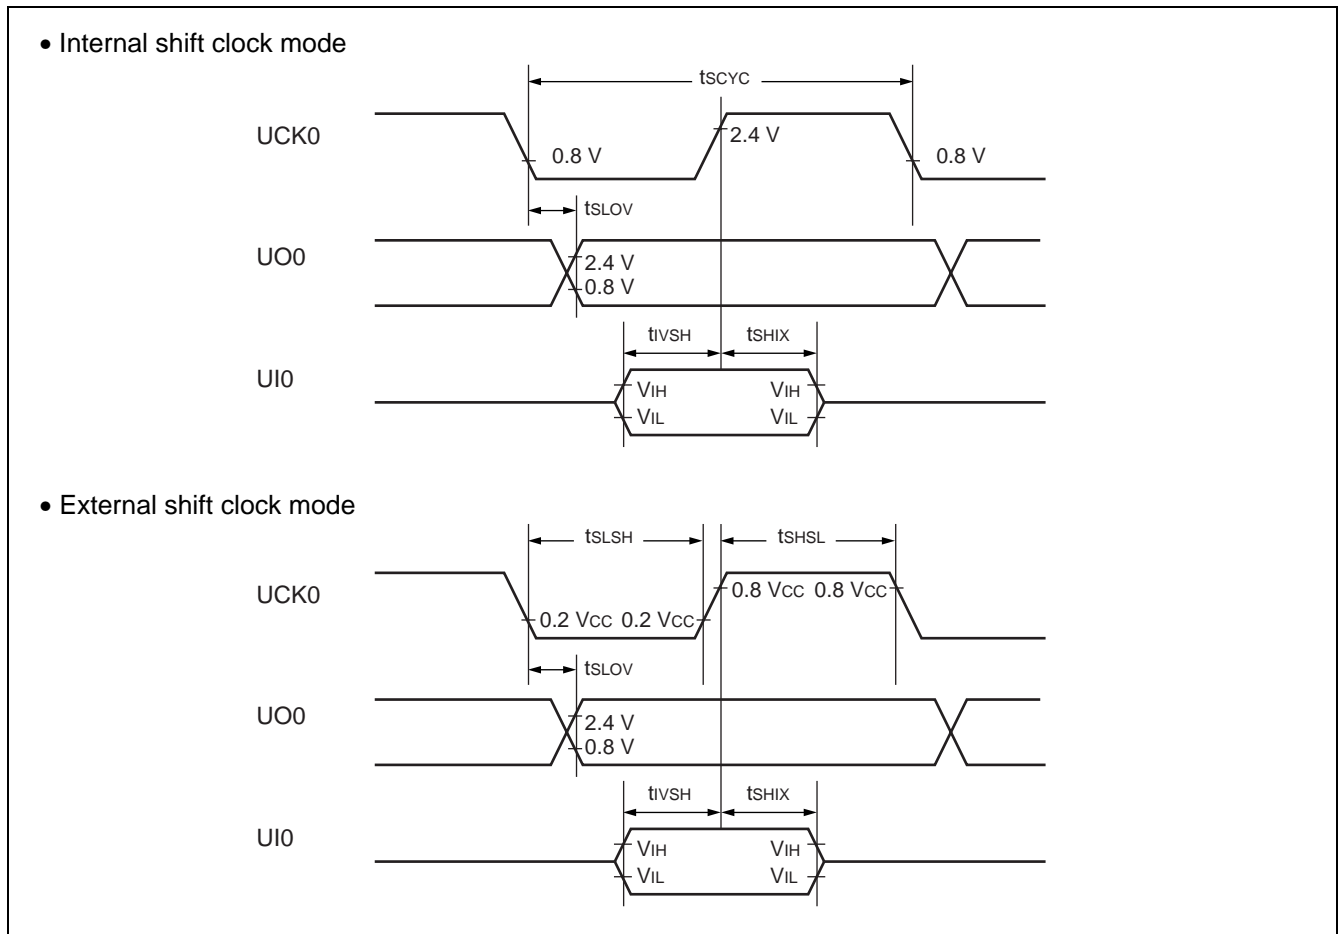 • Internal shift clock mode
tSCYC
UCK0
2.4 V
0.8 V
0.8 V
tSLOV
UO0
2.4 V
0.8 V
tIVSH
tSHIX
UI0
VIH
VIH
VIL
VIL
• External shift clock mode
tSLSH
tSHSL
UCK0
0.8 VCC 0.8 VCC
0.2 VCC 0.2 VCC
tSLOV
UO0
2.4 V
0.8 V
tIVSH
tSHIX
UI0
VIH
VIH
VIL
VIL